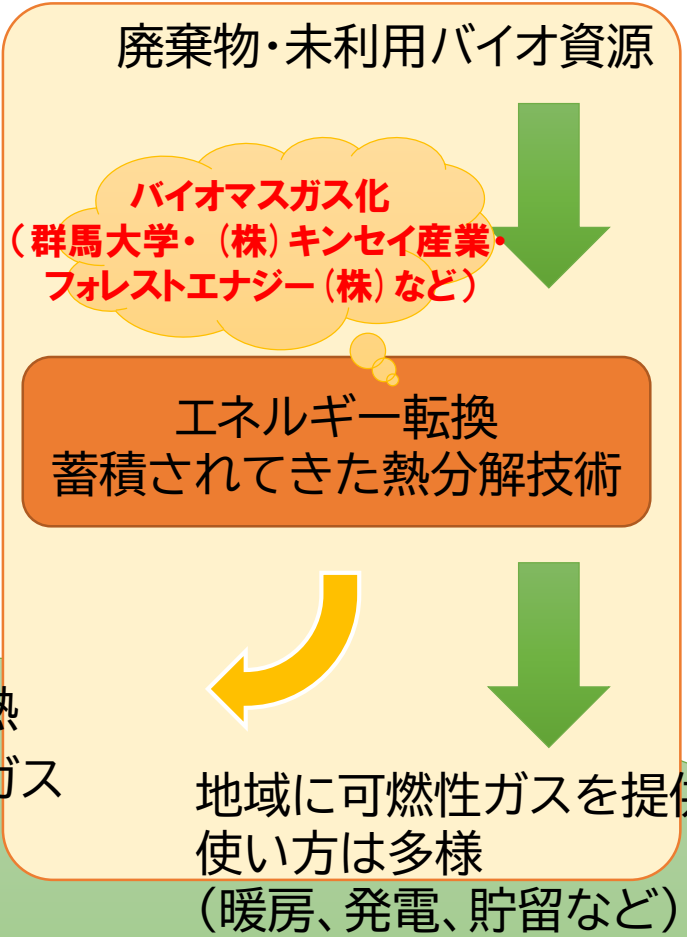 廃棄物・未利用バイオ資源
バイオマスガス化
（群馬大学・（株）キンセイ産業・
フォレストエナジー（株）など）
エネルギー転換
蓄積されてきた熱分解技術
熱
ガス
地域に可燃性ガスを提供
使い方は多様
（暖房、発電、貯留など）